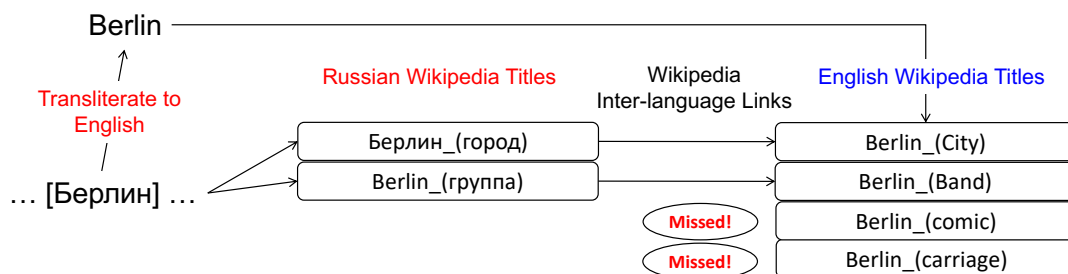 Berlin
Transliterate to
English
… [Берлин] …
Russian Wikipedia Titles
Берлин_(город)
Berlin_(группа)
Wikipedia
Inter-language Links
English Wikipedia Titles
Berlin_(City)
Berlin_(Band)
Missed!
Berlin_(comic)
Missed!
Berlin_(carriage)